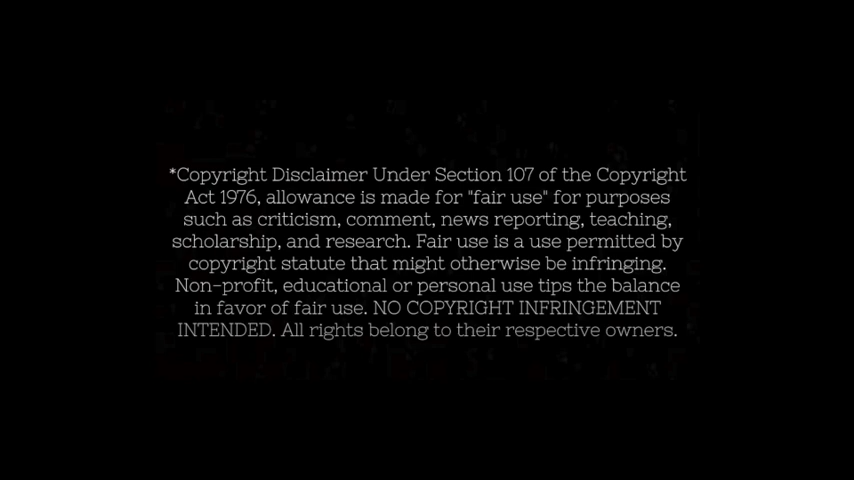 *Copyright Disclaimer Under Section 107 of the Copyright
Act 1976, allowance is made for "fair use" for purposes
such as criticism, comment, news reporting, teaching,
scholarship, and research. Fair use is a use permitted by
copyright statute that might otherwise be infringing.
Non-profit, educational or personal use tips the balance
in favor of fair use. NO COPYRIGHT INFRINGEMENT
INTENDED. All rights belong to their respective owners.